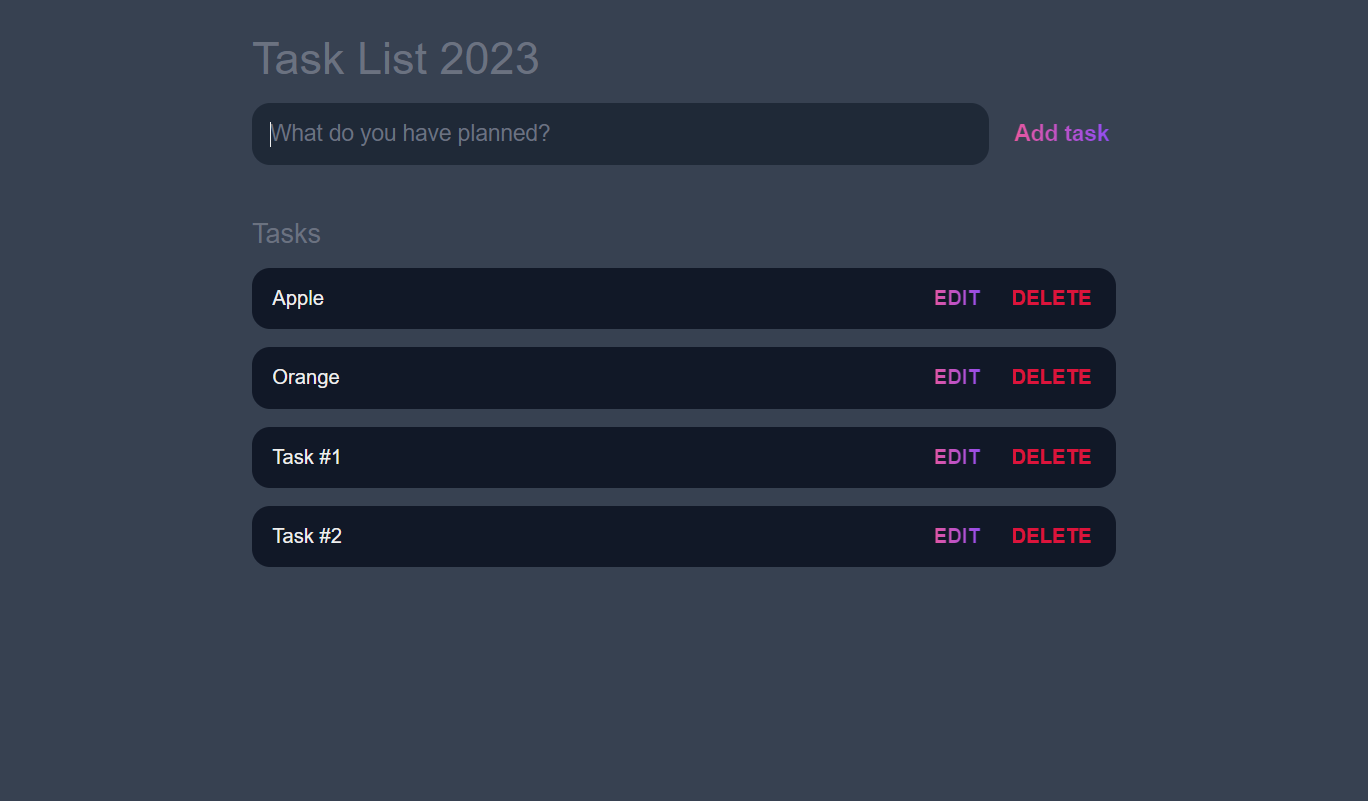 Task List 2023
What do you have planned? Add task
Tasks
Apple EDIT DELETE
Orange EDIT DELETE
Task #1 EDIT DELETE
Task #2 EDIT DELETE